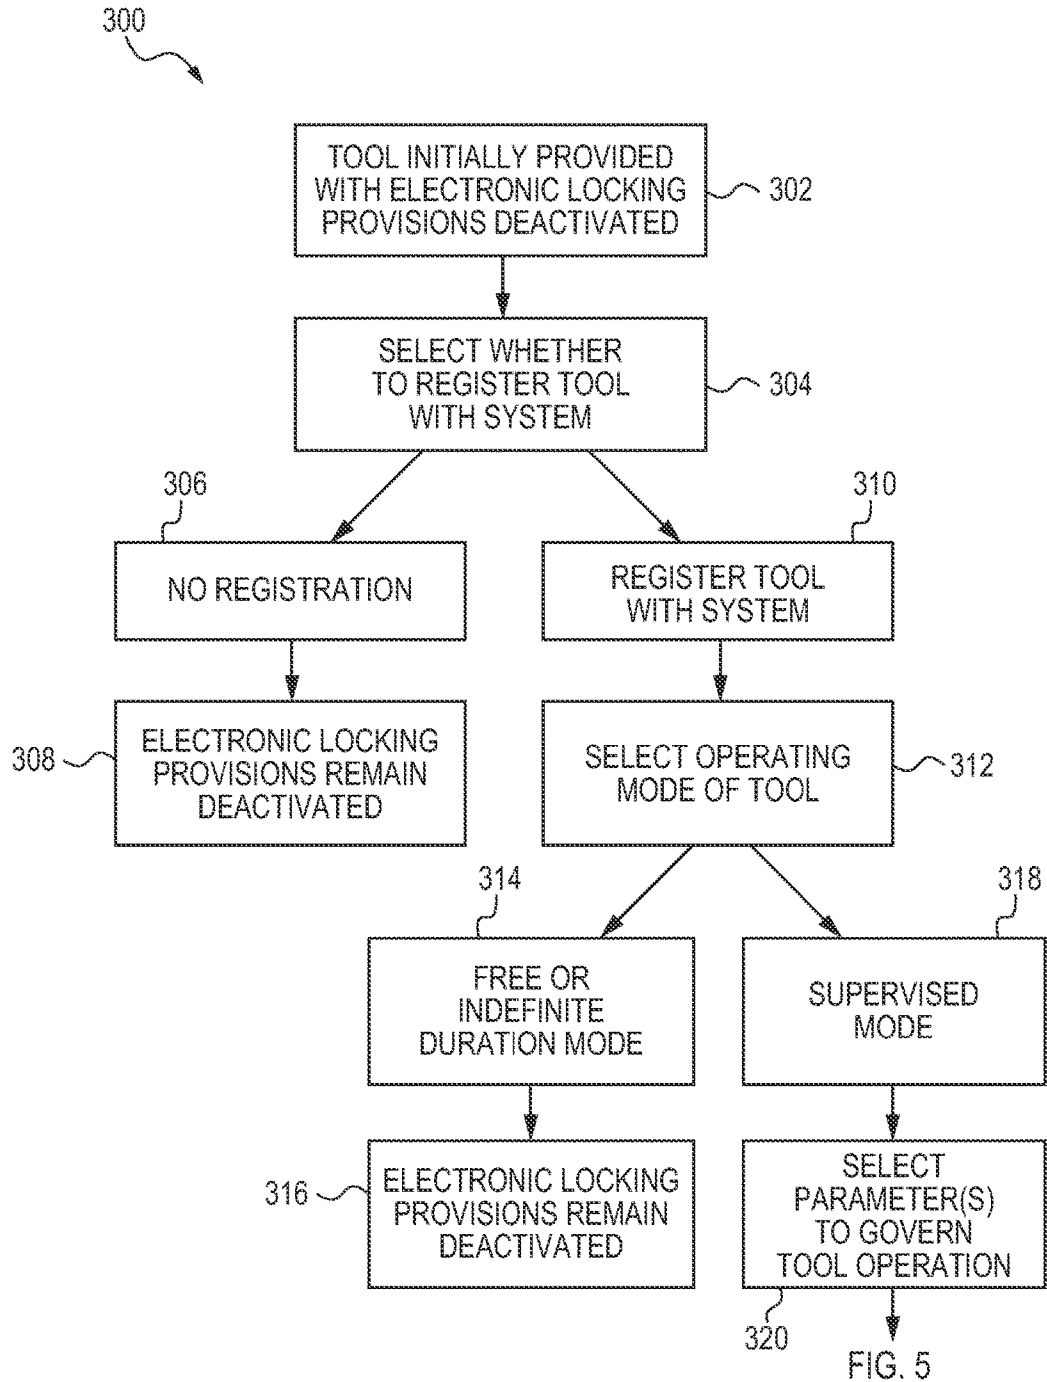 300
TOOL INITIALLY PROVIDED
WITH ELECTRONIC LOCKING
PROVISIONS DEACTIVATED
302
SELECT WHETHER
TO REGISTER TOOL
WITH SYSTEM
304
306
NO REGISTRATION
310
REGISTER TOOL
WITH SYSTEM
308
ELECTRONIC LOCKING
PROVISIONS REMAIN
DEACTIVATED
SELECT OPERATING
MODE OF TOOL
312
314
FREE OR
INDEFINITE
DURATION MODE
318
SUPERVISED
MODE
316
ELECTRONIC LOCKING
PROVISIONS REMAIN
DEACTIVATED
SELECT
PARAMETER(S)
TO GOVERN
TOOL OPERATION
320
FIG. 5